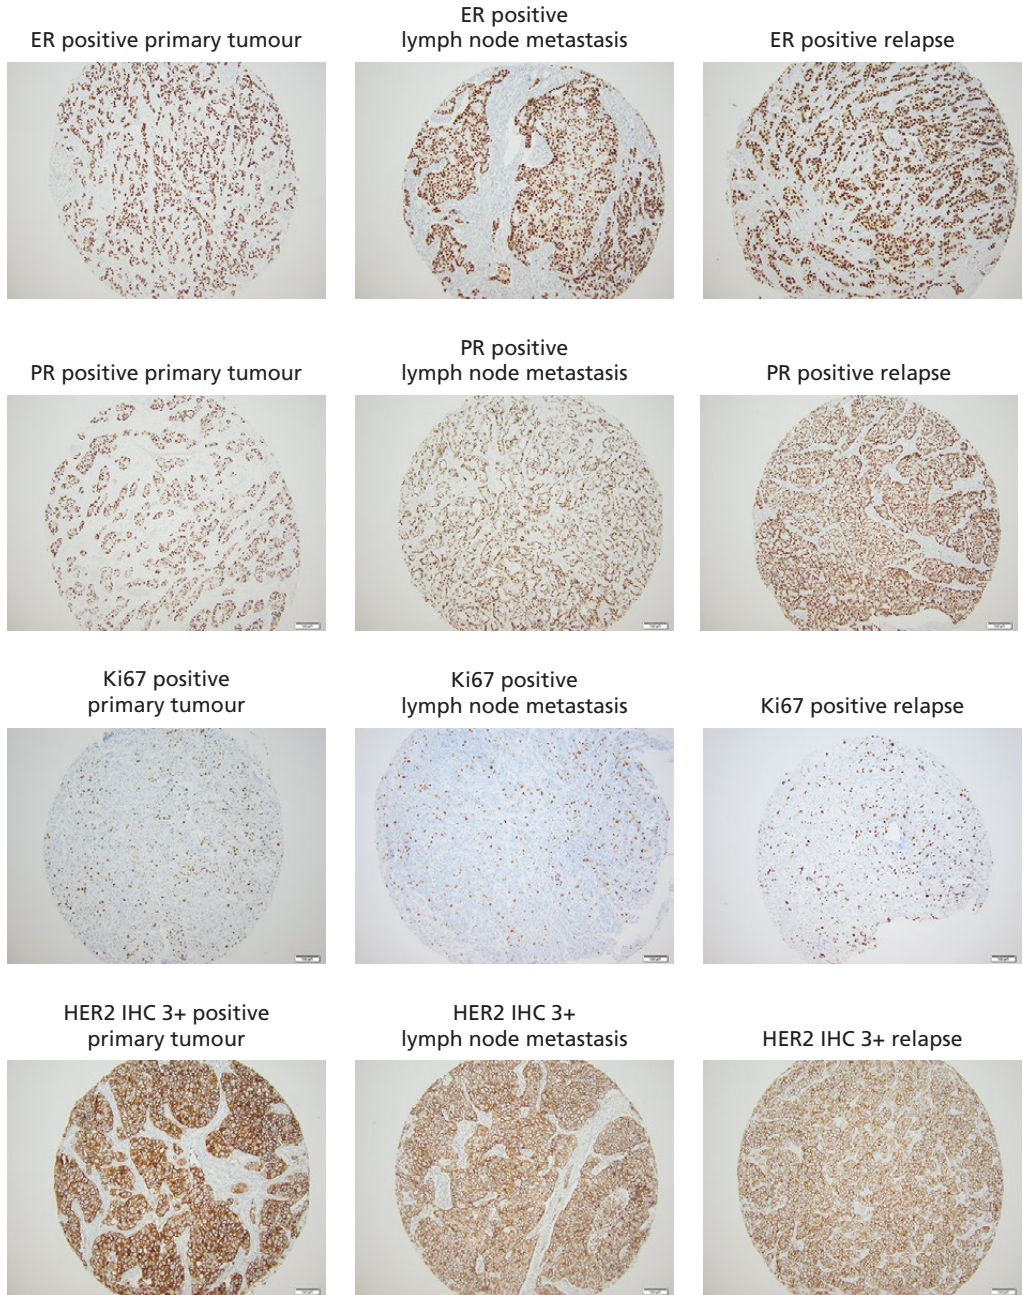 ER positive primary tumour
ER positive
lymph node metastasis
ER positive relapse
PR positive primary tumour
PR positive
lymph node metastasis
PR positive relapse
Ki67 positive
primary tumour
Ki67 positive
lymph node metastasis
Ki67 positive relapse
HER2 IHC 3+ positive
primary tumour
HER2 IHC 3+
lymph node metastasis
HER2 IHC 3+ relapse